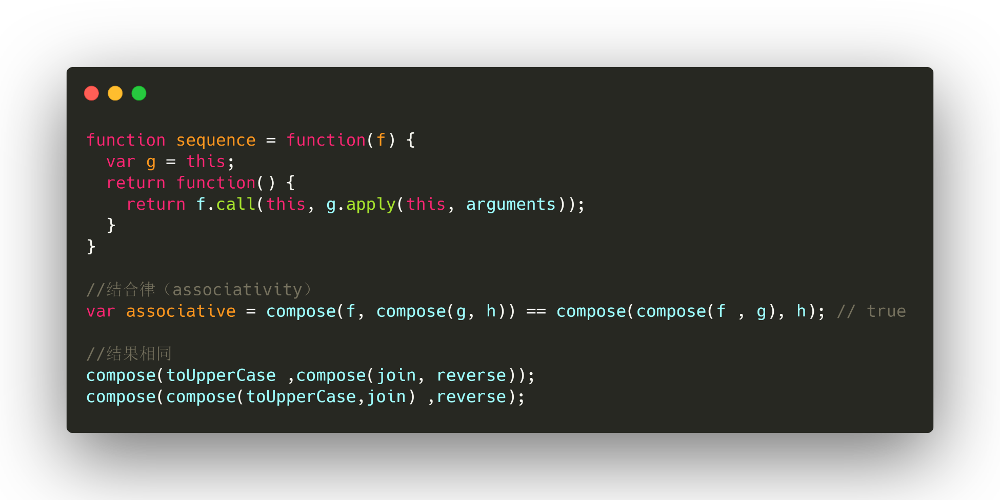 function sequence = function(f) {
  var g = this;
  return function() {
    return f.call(this, g.apply(this, arguments));
  }
}
//结合律（associativity）
var associative = compose(f, compose(g, h)) == compose(compose(f , g), h); // true
//结果相同
compose(toUpperCase ,compose(join, reverse));
compose(compose(toUpperCase,join) ,reverse);